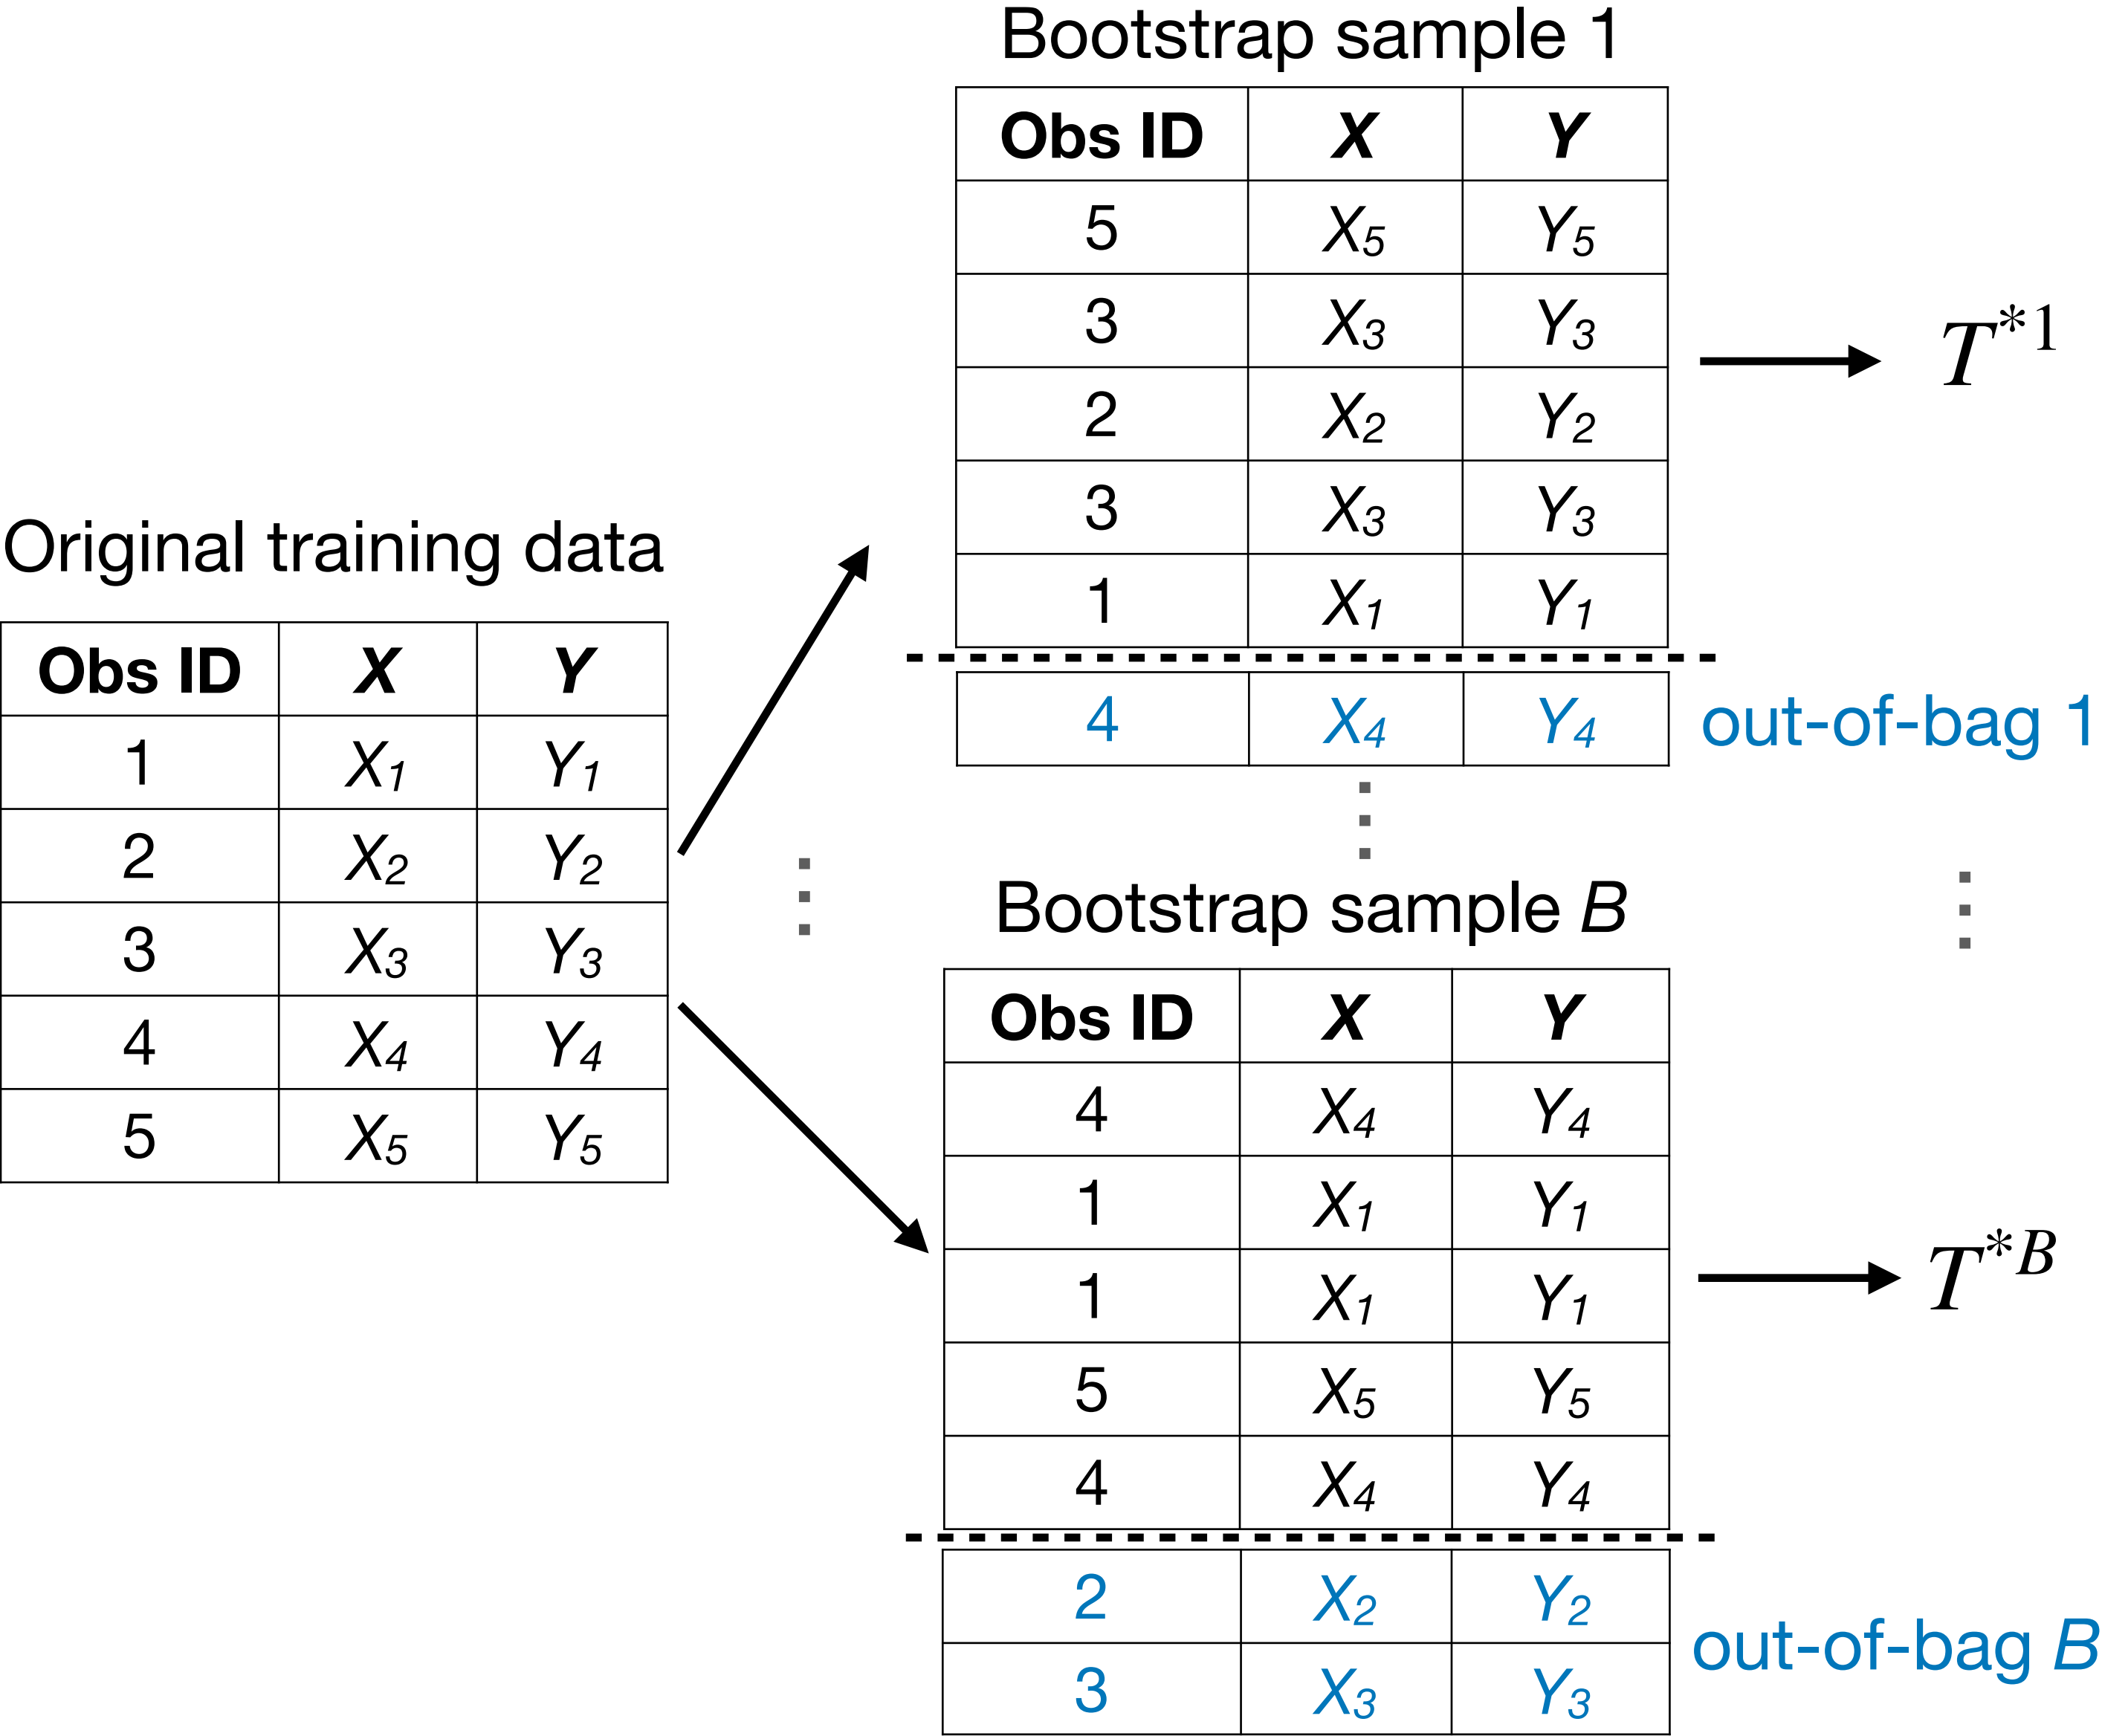 Original training data
Obs ID X Y
1 X1 Y1
2 X2 Y2
3 X3 Y3
4 X4 Y4
5 X5 Y5
Bootstrap sample 1
Obs ID X Y
5 X5 Y5
3 X3 Y3
2 X2 Y2
3 X3 Y3
1 X1 Y1
4 X4 Y4
out-of-bag 1
T*1
Bootstrap sample B
Obs ID X Y
4 X4 Y4
1 X1 Y1
1 X1 Y1
5 X5 Y5
4 X4 Y4
2 X2 Y2
3 X3 Y3
out-of-bag B
T*B